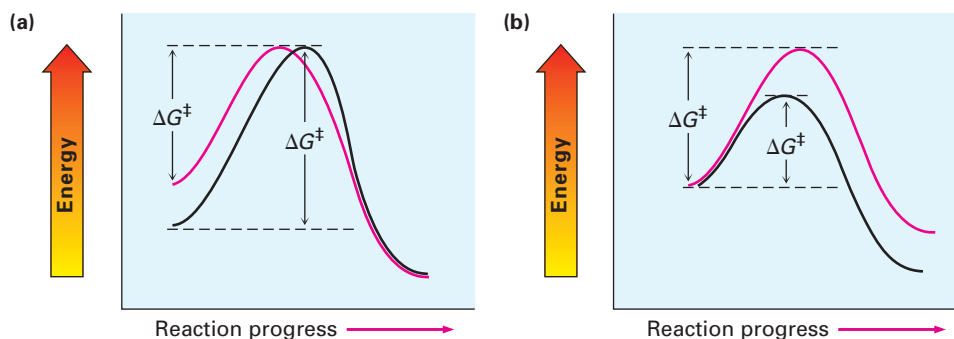 (a)
Energy
ΔG‡
ΔG‡
Reaction progress
(b)
Energy
ΔG‡
ΔG‡
Reaction progress